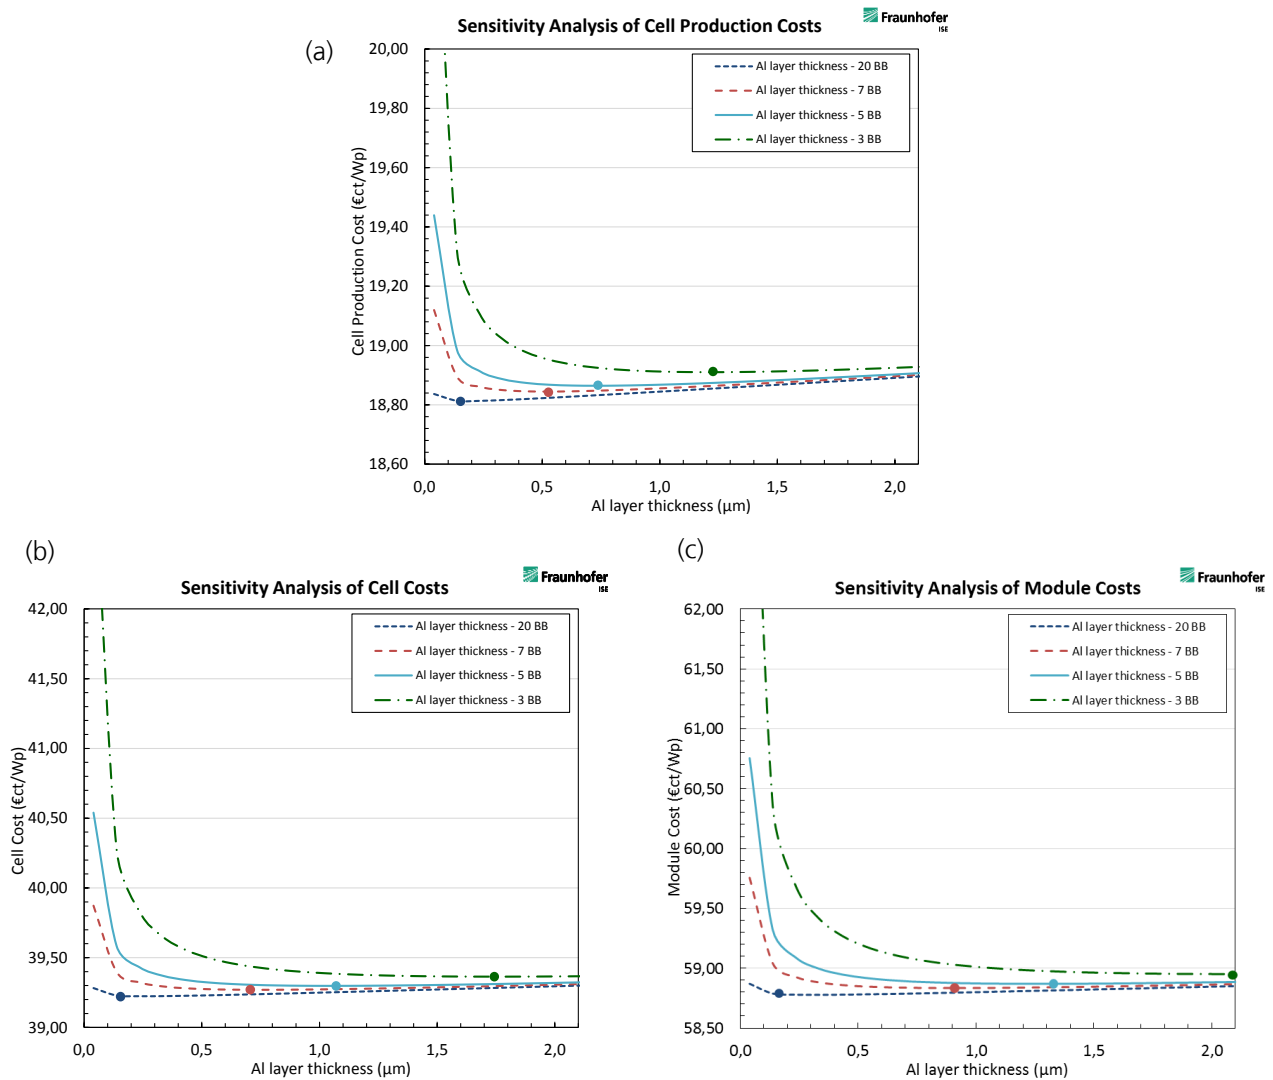 (a)
Sensitivity Analysis of Cell Production Costs
Fraunhofer
ISE
20,00
19,80
19,60
19,40
19,20
19,00
18,80
18,60
Cell Production Cost (€ct/Wp)
Al layer thickness - 20 BB
Al layer thickness - 7 BB
Al layer thickness - 5 BB
Al layer thickness - 3 BB
0,0 0,5 1,0 1,5 2,0
Al layer thickness (µm)
(b)
Sensitivity Analysis of Cell Costs
Fraunhofer
ISE
42,00
41,50
41,00
40,50
40,00
39,50
39,00
Cell Cost (€ct/Wp)
Al layer thickness - 20 BB
Al layer thickness - 7 BB
Al layer thickness - 5 BB
Al layer thickness - 3 BB
0,0 0,5 1,0 1,5 2,0
Al layer thickness (µm)
(c)
Sensitivity Analysis of Module Costs
Fraunhofer
ISE
62,00
61,50
61,00
60,50
60,00
59,50
59,00
58,50
Module Cost (€ct/Wp)
Al layer thickness - 20 BB
Al layer thickness - 7 BB
Al layer thickness - 5 BB
Al layer thickness - 3 BB
0,0 0,5 1,0 1,5 2,0
Al layer thickness (µm)